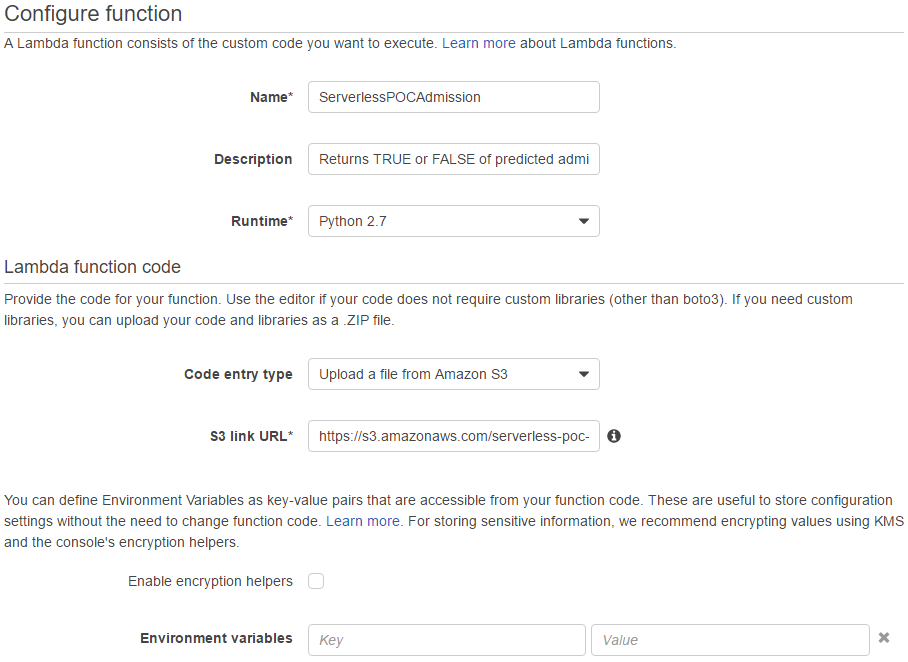 Configure function
A Lambda function consists of the custom code you want to execute. Learn more about Lambda functions.
Name* ServerlessPOCAdmission
Description Returns TRUE or FALSE of predicted admi
Runtime* Python 2.7
Lambda function code
Provide the code for your function. Use the editor if your code does not require custom libraries (other than boto3). If you need custom
libraries, you can upload your code and libraries as a .ZIP file.
Code entry type Upload a file from Amazon S3
S3 link URL* https://s3.amazonaws.com/serverless-poc-
You can define Environment Variables as key-value pairs that are accessible from your function code. These are useful to store configuration
settings without the need to change function code. Learn more. For storing sensitive information, we recommend encrypting values using KMS
and the console's encryption helpers.
Enable encryption helpers
Environment variables Key Value